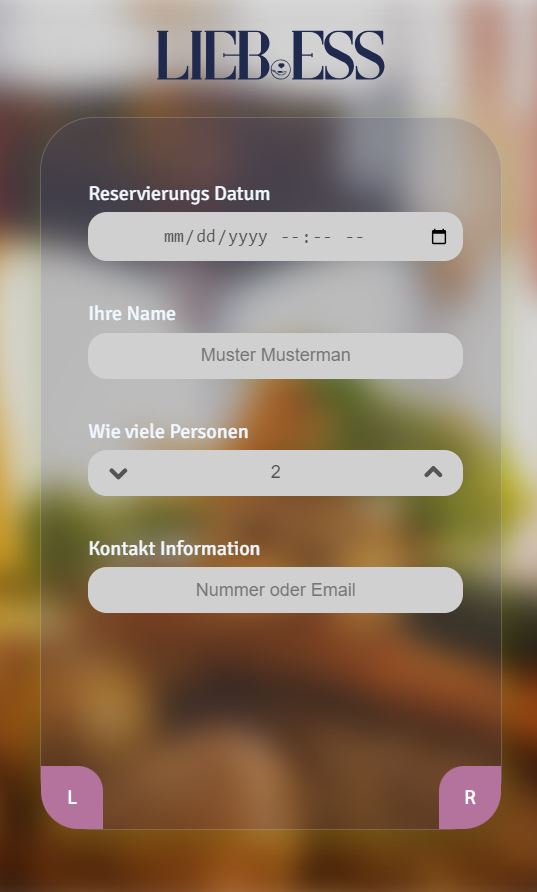 LIEB ESS
Reservierungs Datum
mm/dd/yyyy --:-- --
Ihre Name
Muster Musterman
Wie viele Personen
2
Kontakt Information
Nummer oder Email
L
R